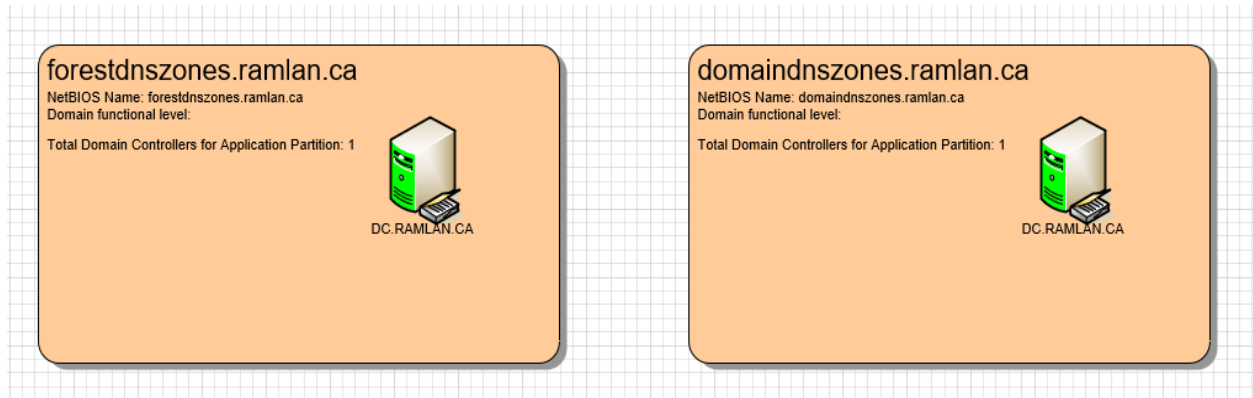 forestdnszones.ramlan.ca
NetBIOS Name: forestdnszones.ramlan.ca
Domain functional level:
Total Domain Controllers for Application Partition: 1
DC.RAMLAN.CA
domaindnszones.ramlan.ca
NetBIOS Name: domaindnszones.ramlan.ca
Domain functional level:
Total Domain Controllers for Application Partition: 1
DC.RAMLAN.CA